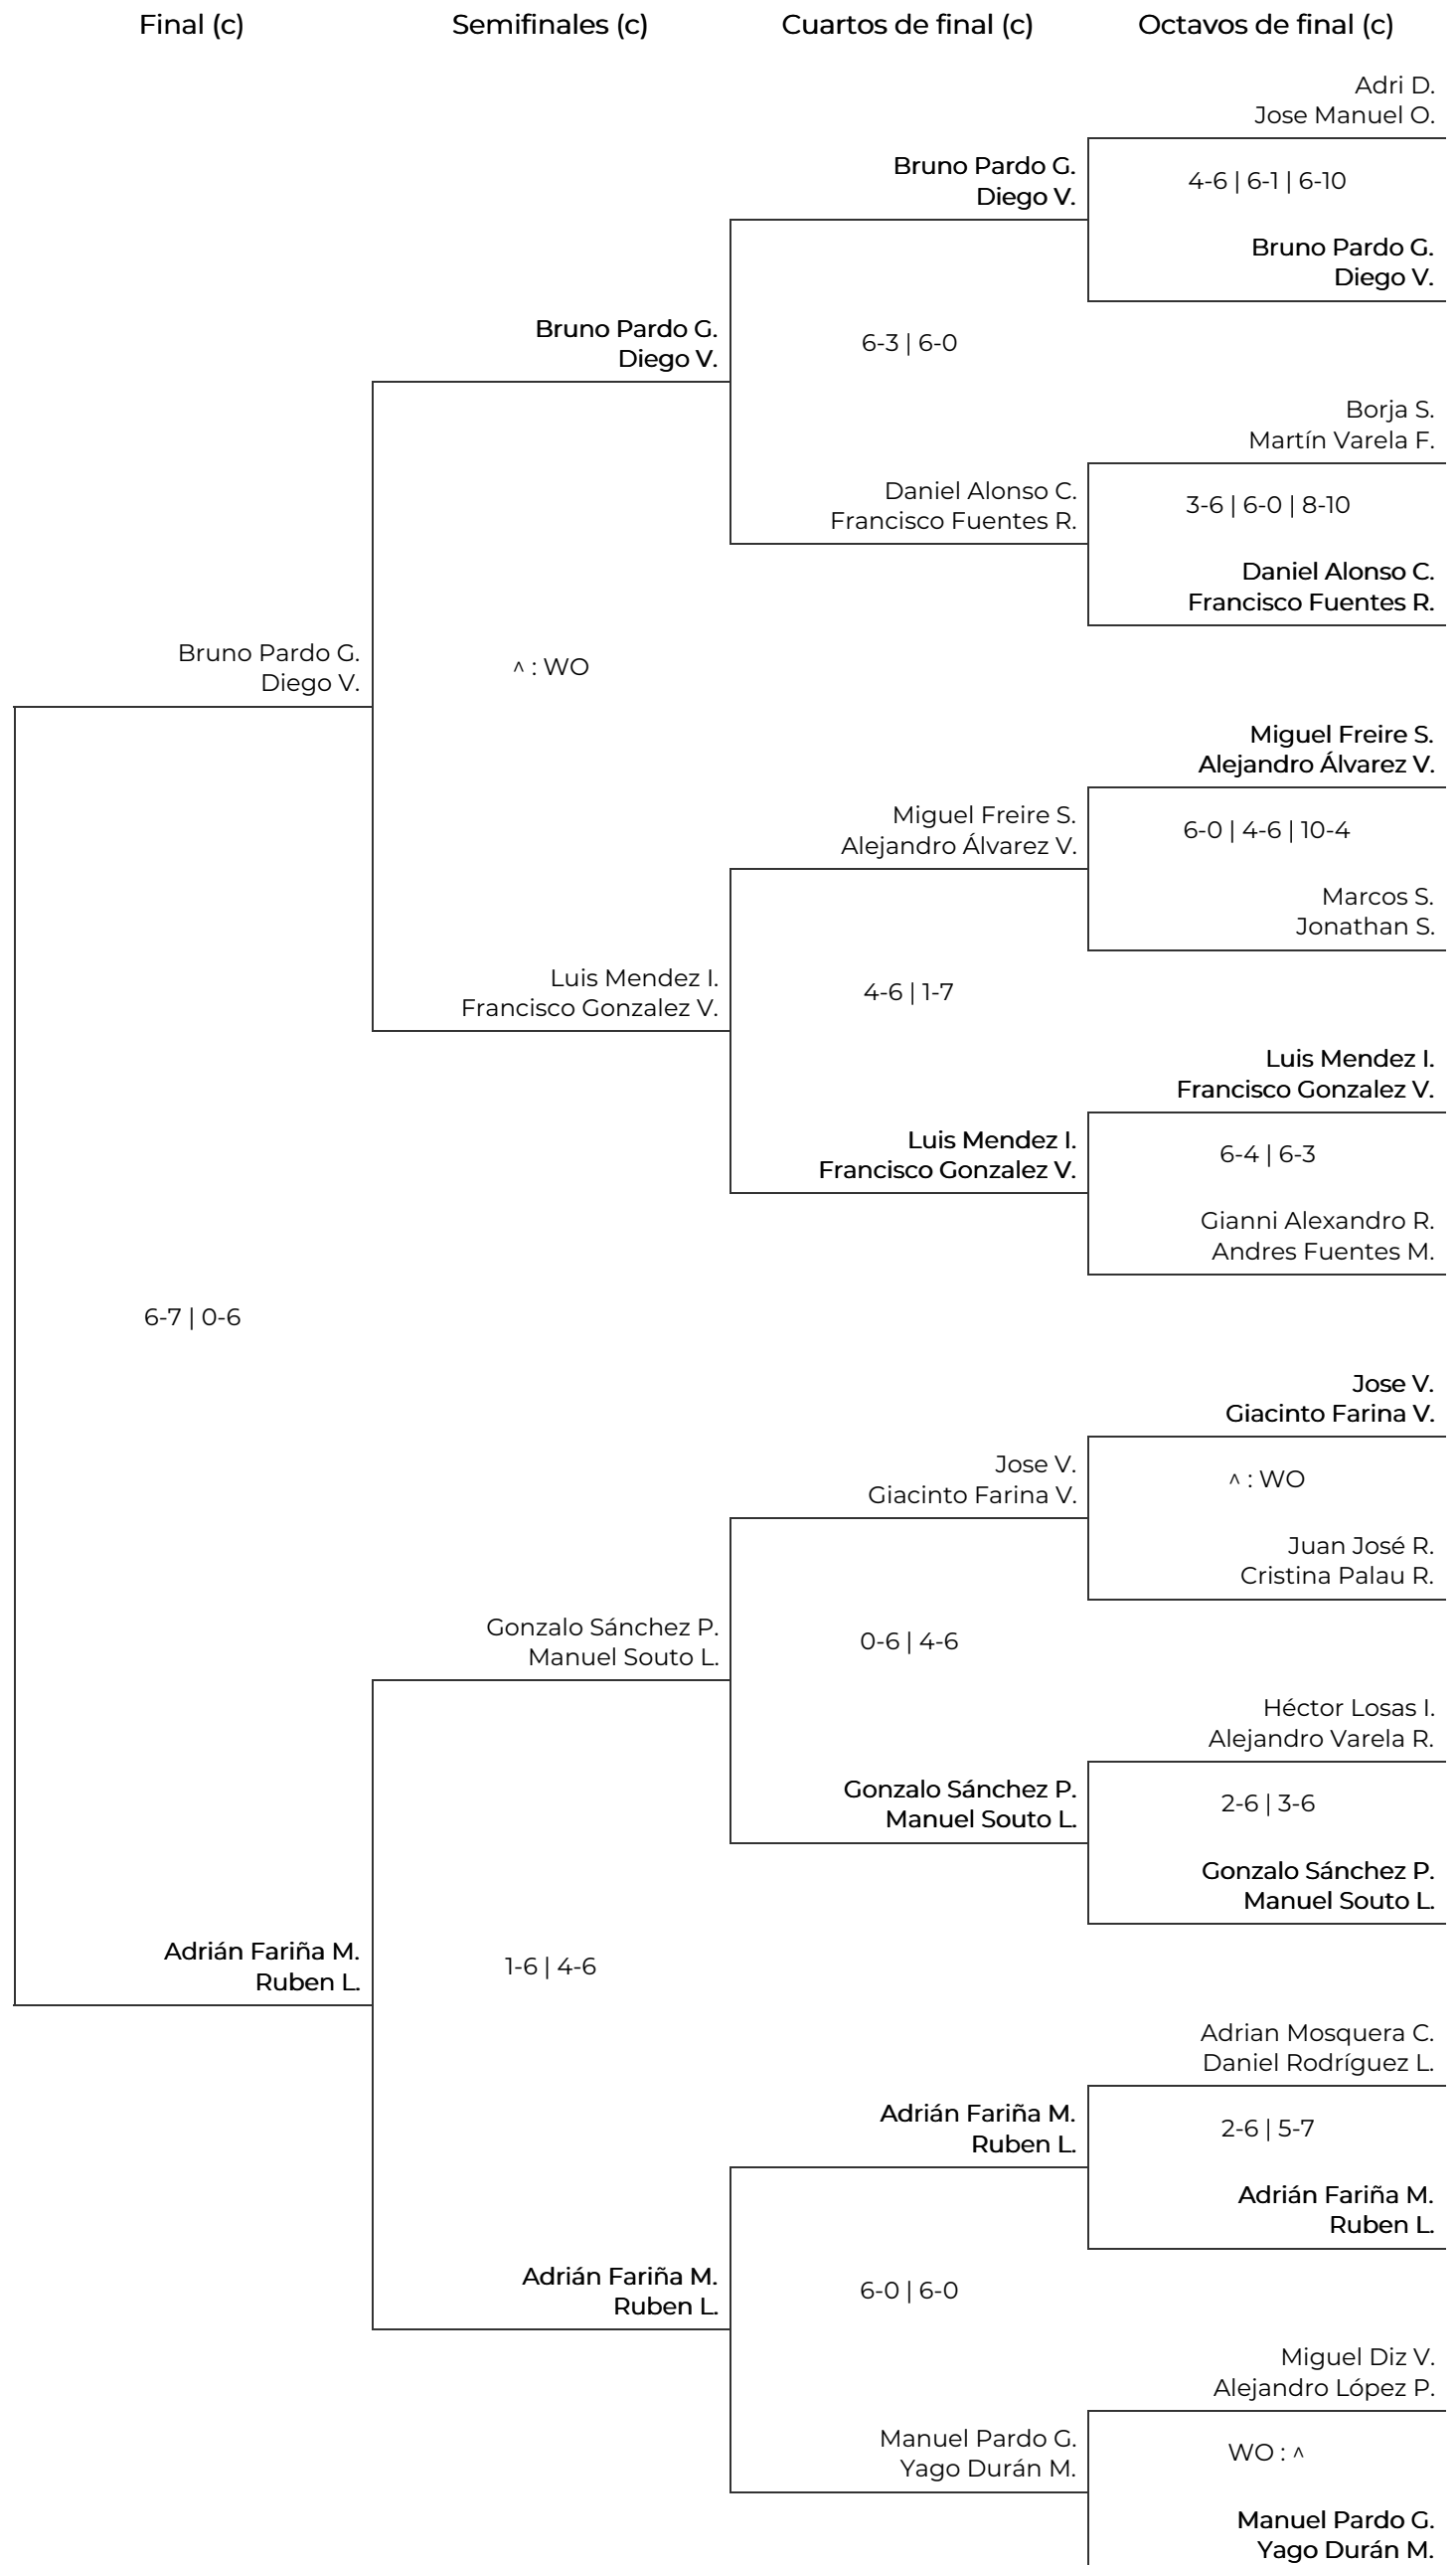 Final (c)
Semifinales (c)
Cuartos de final (c)
Octavos de final (c)
Adri D.
Jose Manuel O.
4-6 | 6-1 | 6-10
Bruno Pardo G.
Diego V.
Bruno Pardo G.
Diego V.
6-3 | 6-0
Bruno Pardo G.
Diego V.
Borja S.
Martín Varela F.
3-6 | 6-0 | 8-10
Daniel Alonso C.
Francisco Fuentes R.
Daniel Alonso C.
Francisco Fuentes R.
Bruno Pardo G.
Diego V.
^ : WO
Miguel Freire S.
Alejandro Álvarez V.
6-0 | 4-6 | 10-4
Miguel Freire S.
Alejandro Álvarez V.
Marcos S.
Jonathan S.
Luis Mendez I.
Francisco Gonzalez V.
4-6 | 1-7
Luis Mendez I.
Francisco Gonzalez V.
6-4 | 6-3
Luis Mendez I.
Francisco Gonzalez V.
Gianni Alexandro R.
Andres Fuentes M.
6-7 | 0-6
Jose V.
Giacinto Farina V.
^ : WO
Jose V.
Giacinto Farina V.
Juan José R.
Cristina Palau R.
Gonzalo Sánchez P.
Manuel Souto L.
0-6 | 4-6
Héctor Losas I.
Alejandro Varela R.
2-6 | 3-6
Gonzalo Sánchez P.
Manuel Souto L.
Gonzalo Sánchez P.
Manuel Souto L.
Adrián Fariña M.
Ruben L.
1-6 | 4-6
Adrian Mosquera C.
Daniel Rodríguez L.
2-6 | 5-7
Adrián Fariña M.
Ruben L.
Adrián Fariña M.
Ruben L.
Adrián Fariña M.
Ruben L.
6-0 | 6-0
Miguel Diz V.
Alejandro López P.
WO : ^
Manuel Pardo G.
Yago Durán M.
Manuel Pardo G.
Yago Durán M.